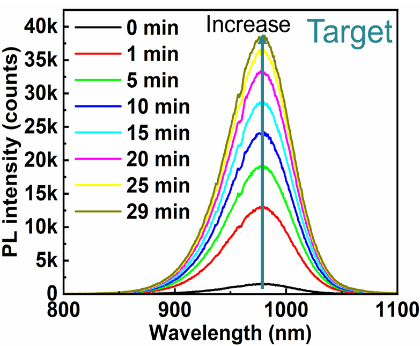 Increase
Target
40k
35k
30k
25k
20k
15k
10k
5k
0
PL intensity (counts)
0 min
1 min
5 min
10 min
15 min
20 min
25 min
29 min
800
900
1000
1100
Wavelength (nm)